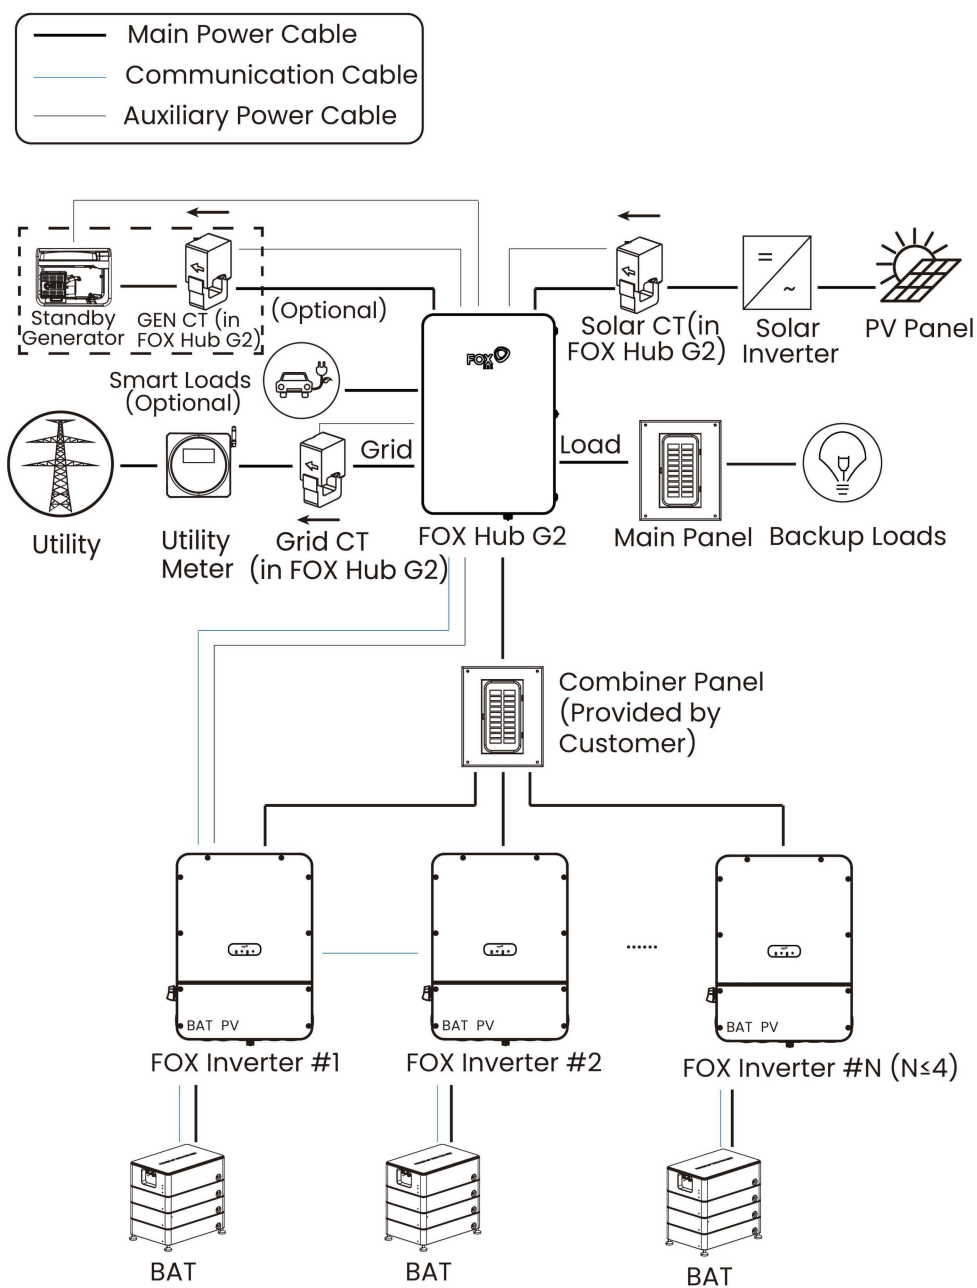 Main Power Cable
Communication Cable
Auxiliary Power Cable
Standby
Generator
GEN CT (in
FOX Hub G2)
(Optional)
Solar CT(in
FOX Hub G2)
Solar
Inverter
PV Panel
FOX
ESS
Smart Loads
(Optional)
Grid
Load
Utility
Utility
Meter
Grid CT
(in FOX Hub G2)
FOX Hub G2
Main Panel
Backup Loads
Combiner Panel
(Provided by
Customer)
......
BAT PV
BAT PV
BAT PV
FOX Inverter #1
FOX Inverter #2
FOX Inverter #N (N≤4)
BAT
BAT
BAT